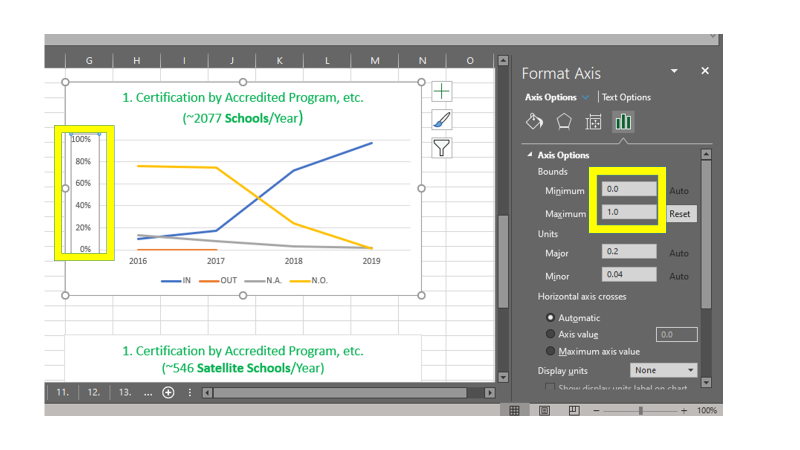 G H I J K L M N O
1. Certification by Accredited Program, etc.
(~2077 Schools/Year)
100%
80%
60%
40%
20%
0%
2016 2017 2018 2019
IN OUT N.A. N.O.
1. Certification by Accredited Program, etc.
(~546 Satellite Schools/Year)
11. 12. 13. ...
Format Axis
Axis Options Text Options
Axis Options
Bounds
Minimum 0.0 Auto
Maximum 1.0 Reset
Units
Major 0.2 Auto
Minor 0.04 Auto
Horizontal axis crosses
Automatic
Axis value 0.0
Maximum axis value
Display units None
Show display units label on chart
100%